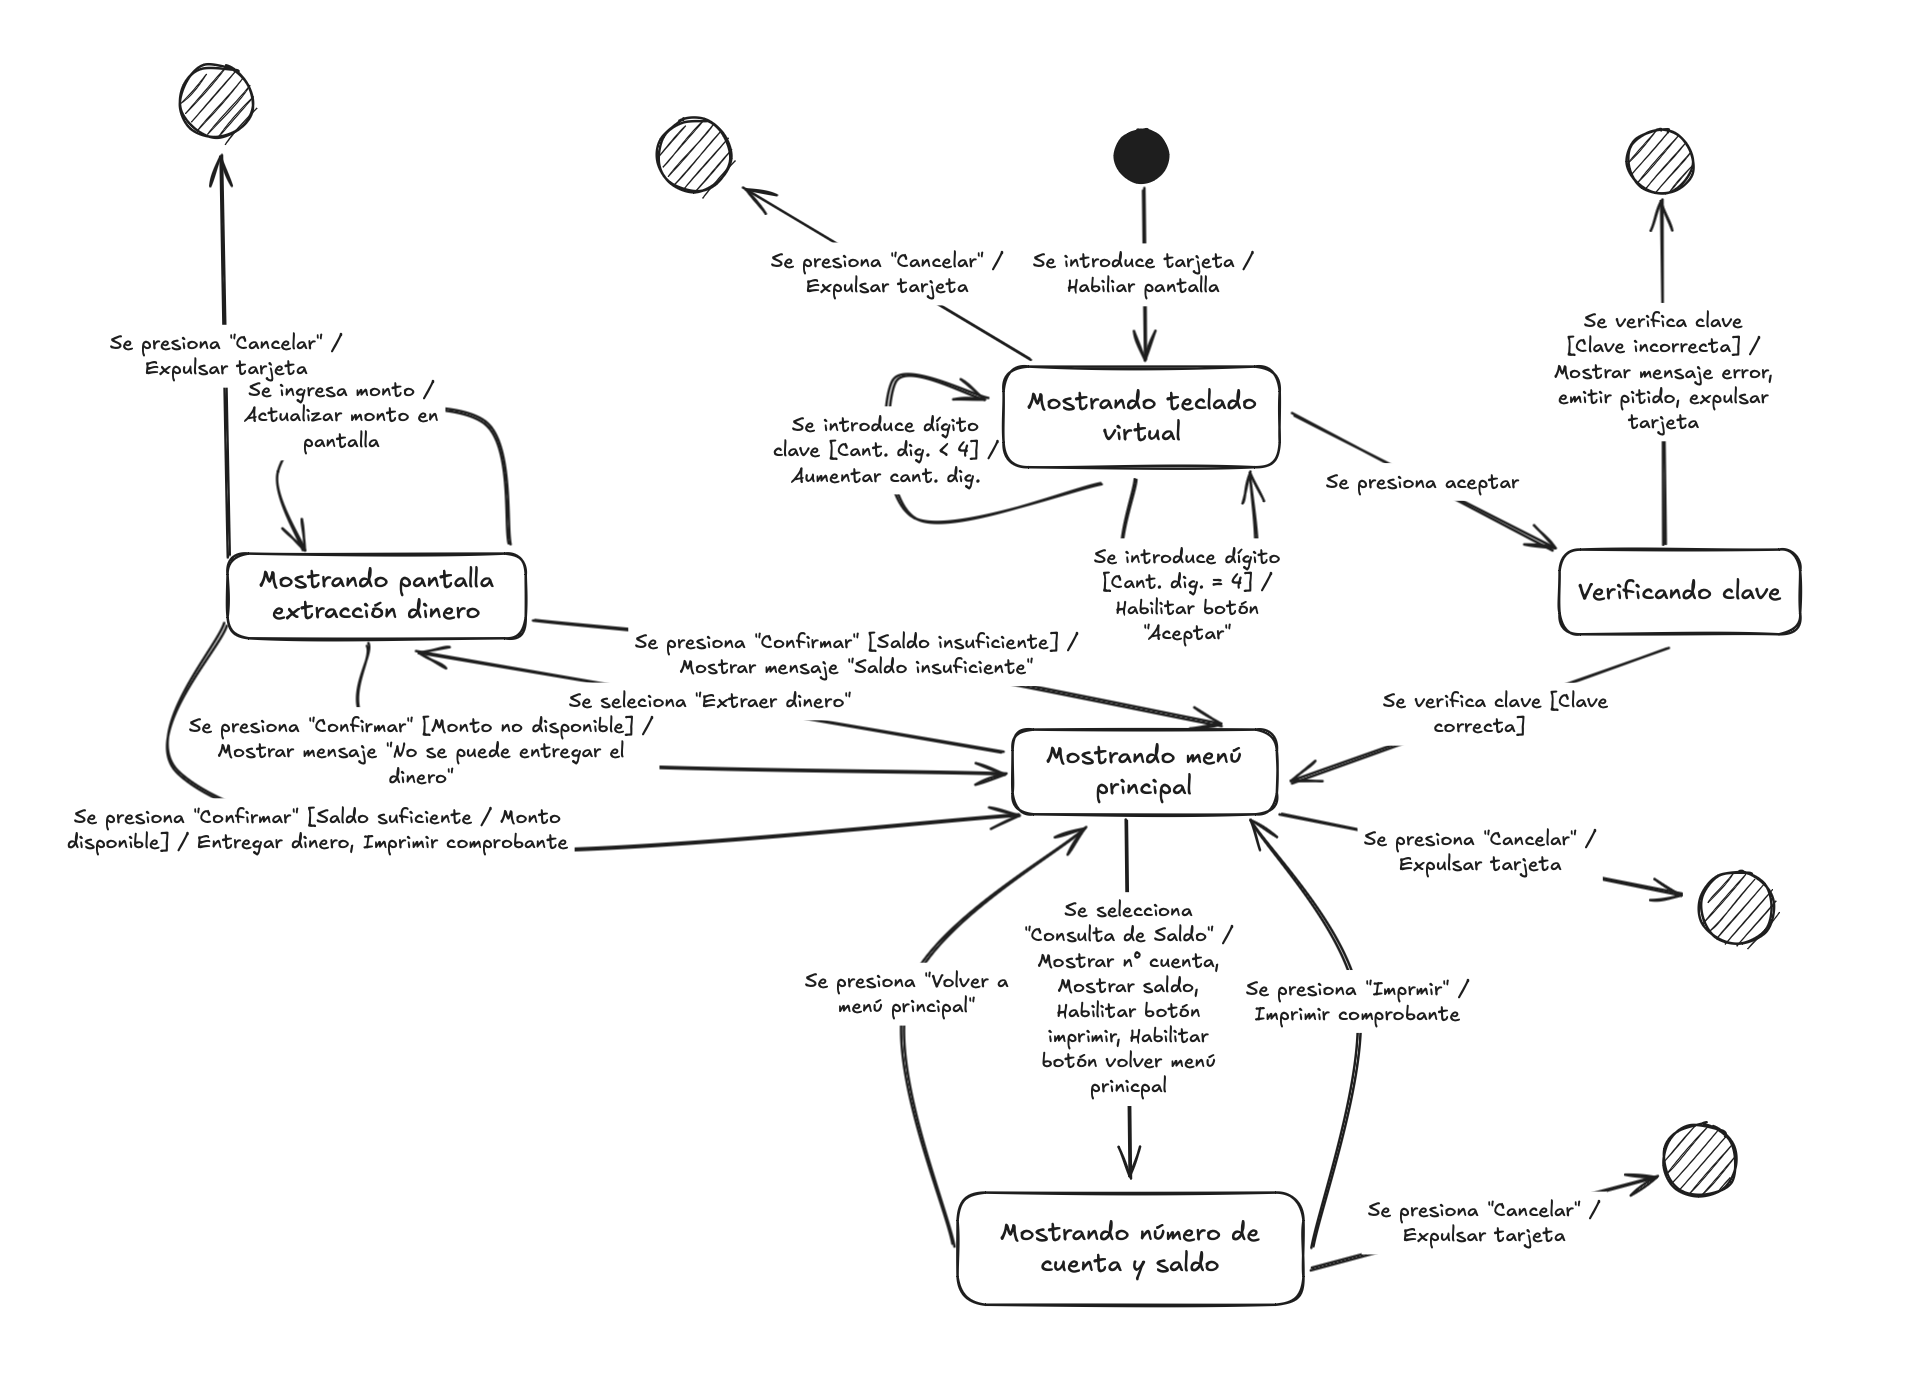 Se presiona "Cancelar" /
Expulsar tarjeta
Se introduce tarjeta /
Habiliar pantalla
Se verifica clave
[Clave incorrecta] /
Mostrar mensaje error,
emitir pitido, expulsar
tarjeta
Se presiona "Cancelar" /
Expulsar tarjeta
Se ingresa monto /
Actualizar monto en
pantalla
Mostrando teclado
virtual
Se introduce dígito
clave [Cant. dig. < 4] /
Aumentar cant. dig.
Se presiona aceptar
Se introduce dígito
[Cant. dig. = 4] /
Habilitar botón
"Aceptar"
Verificando clave
Mostrando pantalla
extracción dinero
Se presiona "Confirmar" [Saldo insuficiente] /
Mostrar mensaje "Saldo insuficiente"
Se seleciona "Extraer dinero"
Se verifica clave [Clave
correcta]
Se presiona "Confirmar" [Monto no disponible] /
Mostrar mensaje "No se puede entregar el
dinero"
Mostrando menú
principal
Se presiona "Confirmar" [Saldo suficiente / Monto
disponible] / Entregar dinero, Imprimir comprobante
Se presiona "Cancelar" /
Expulsar tarjeta
Se presiona "Volver a
menú principal"
Se selecciona
"Consulta de Saldo" /
Mostrar n° cuenta,
Mostrar saldo,
Habilitar botón
imprimir, Habilitar
botón volver menú
prinicpal
Se presiona "Imprmir" /
Imprimir comprobante
Mostrando número de
cuenta y saldo
Se presiona "Cancelar" /
Expulsar tarjeta